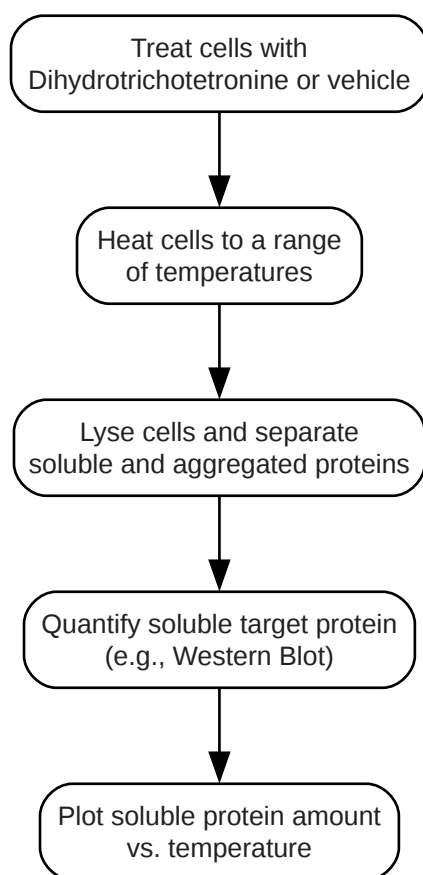 Treat cells with
Dihydrotrichotetronine or vehicle
Heat cells to a range
of temperatures
Lyse cells and separate
soluble and aggregated proteins
Quantify soluble target protein
(e.g., Western Blot)
Plot soluble protein amount
vs. temperature